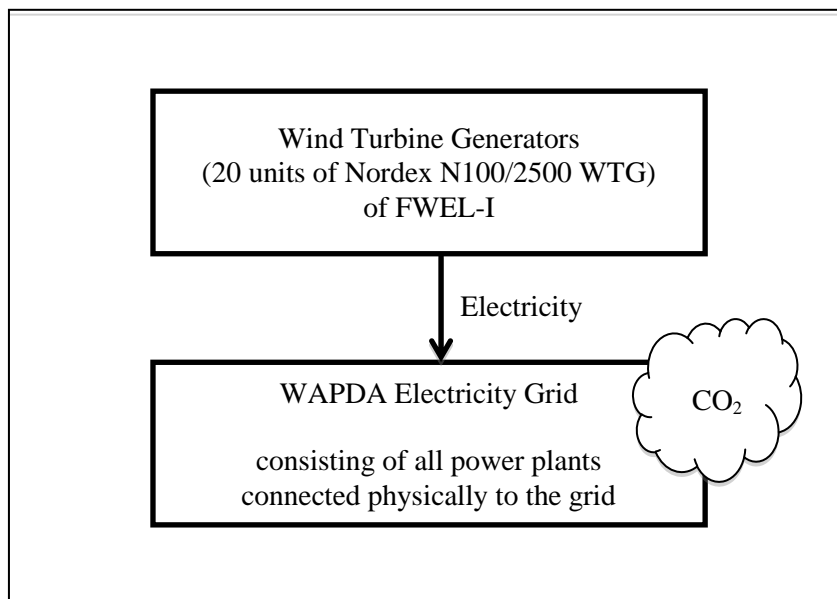 Wind Turbine Generators
(20 units of Nordex N100/2500 WTG)
of FWEL-I
Electricity
WAPDA Electricity Grid
CO₂
consisting of all power plants
connected physically to the grid